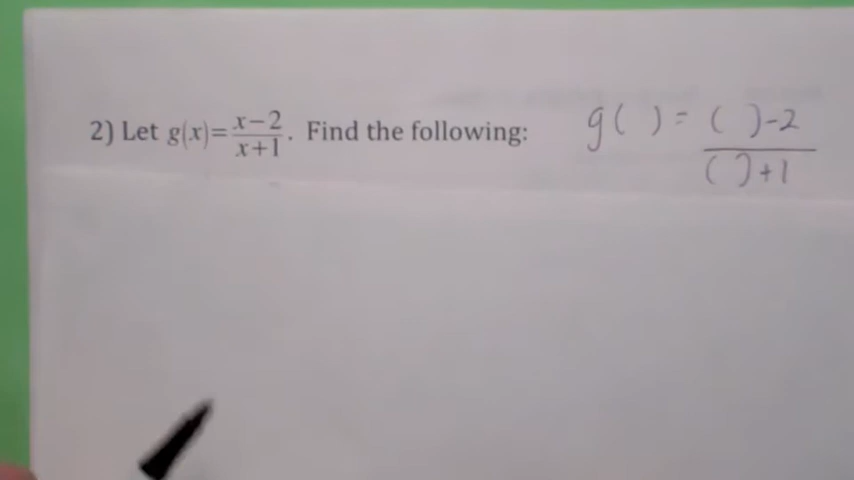 2) Let g(x)=x−2/x+1. Find the following:
g( ) = ( )-2/( )+1